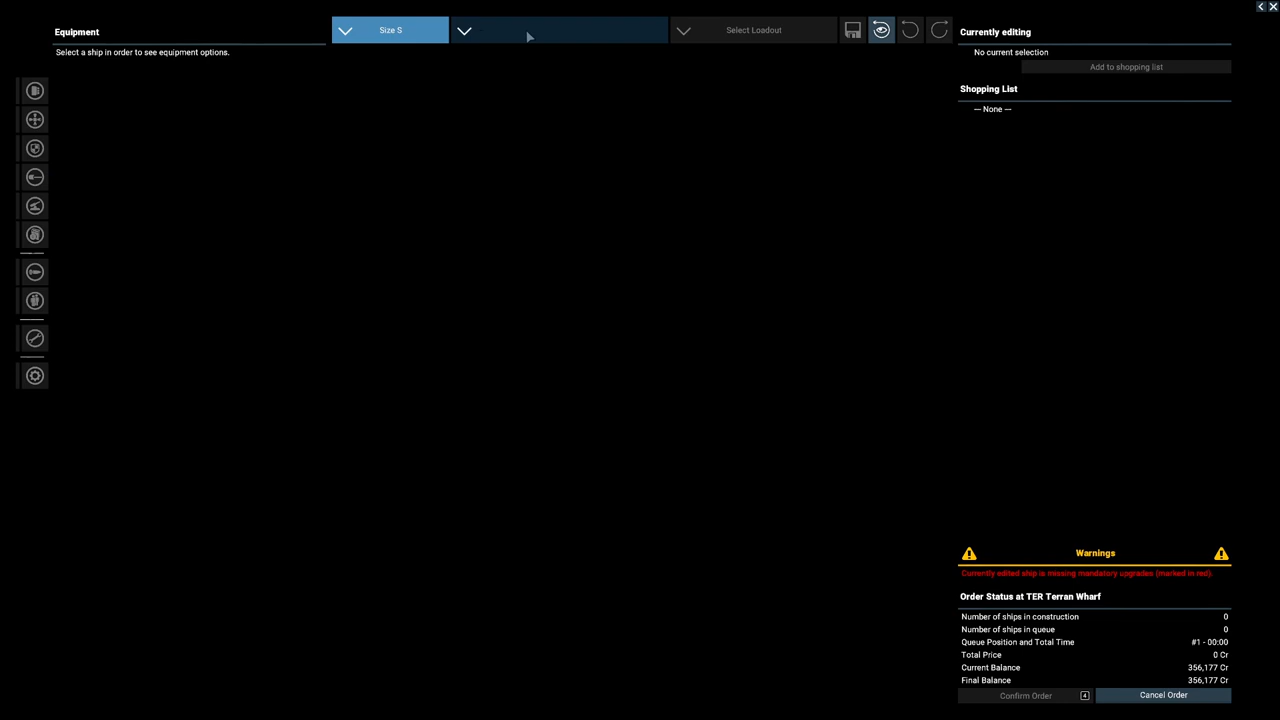 Equipment
Select a ship in order to see equipment options.
Size S
Select Loadout
Currently editing
No current selection
Add to shopping list
Shopping List
— None —
Warnings
Currently edited ship is missing mandatory upgrades (marked in red).
Order Status at TER Terran Wharf
Number of ships in construction 0
Number of ships in queue 0
Queue Position and Total Time #1 - 00:00
Total Price 0 Cr
Current Balance 356,177 Cr
Final Balance 356,177 Cr
Confirm Order 4
Cancel Order